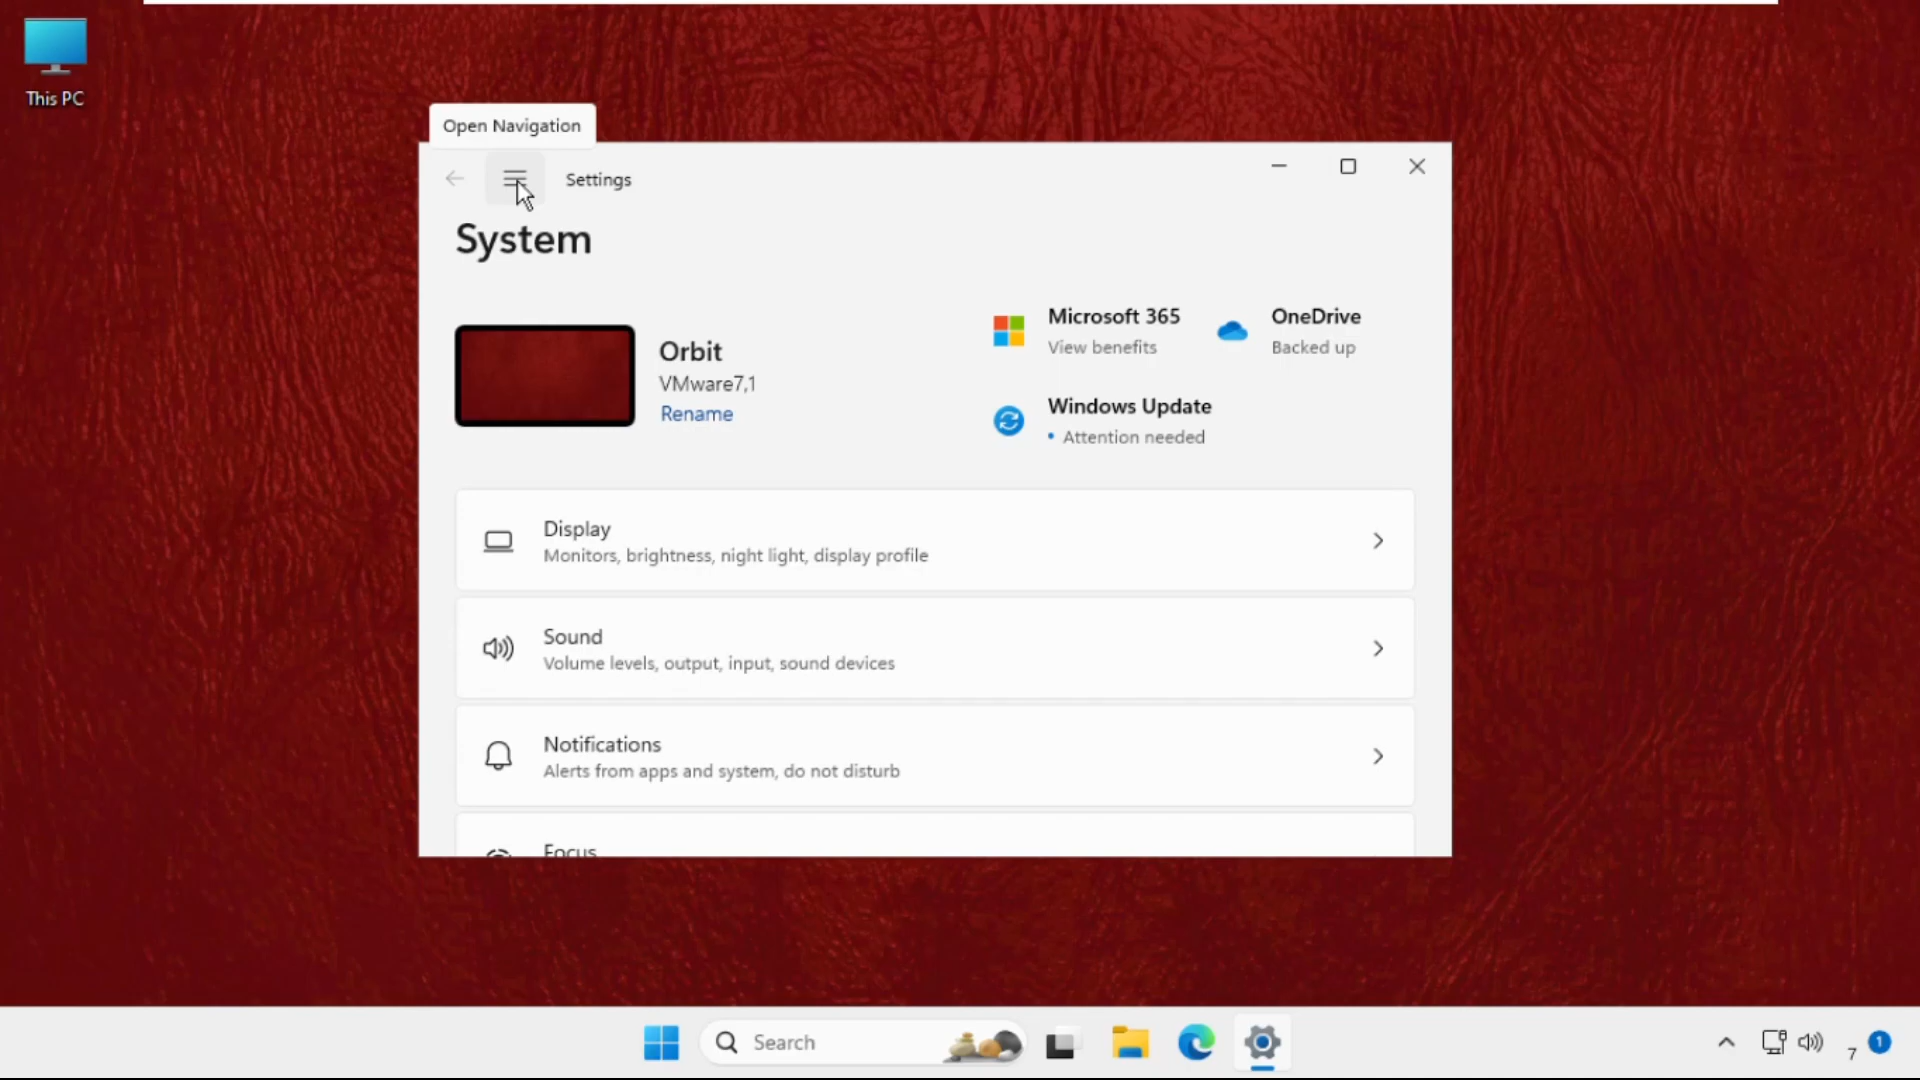 This PC
Open Navigation
Settings
System
Orbit
VMware7,1
Rename
Microsoft 365
View benefits
OneDrive
Backed up
Windows Update
• Attention needed
Display
Monitors, brightness, night light, display profile
Sound
Volume levels, output, input, sound devices
Notifications
Alerts from apps and system, do not disturb
Focus
Search
7
1